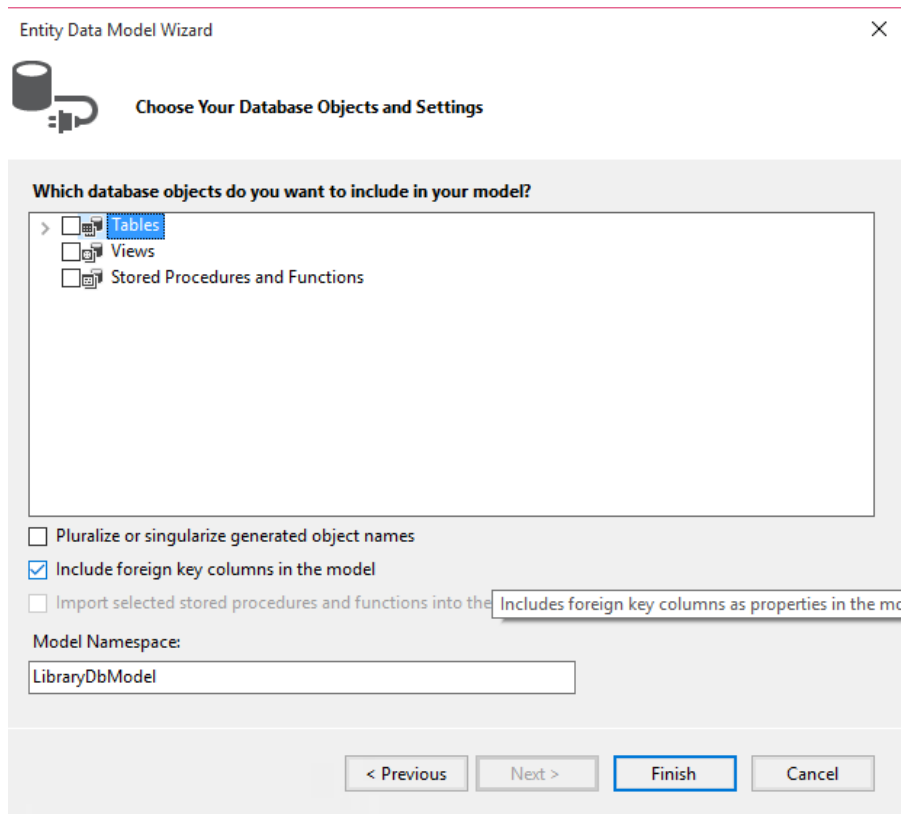 Entity Data Model Wizard
Choose Your Database Objects and Settings
Which database objects do you want to include in your model?
Tables
Views
Stored Procedures and Functions
Pluralize or singularize generated object names
Include foreign key columns in the model
Import selected stored procedures and functions into the
Includes foreign key columns as properties in the
Model Namespace:
LibraryDbModel
< Previous
Next >
Finish
Cancel